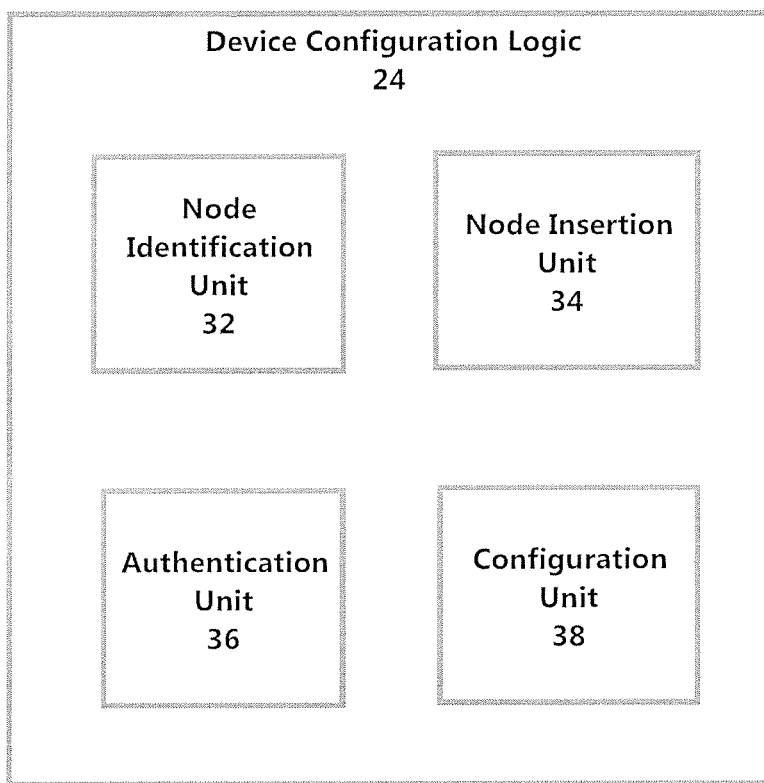 Device Configuration Logic
24
Node
Identification
Unit
32
Node Insertion
Unit
34
Authentication
Unit
36
Configuration
Unit
38